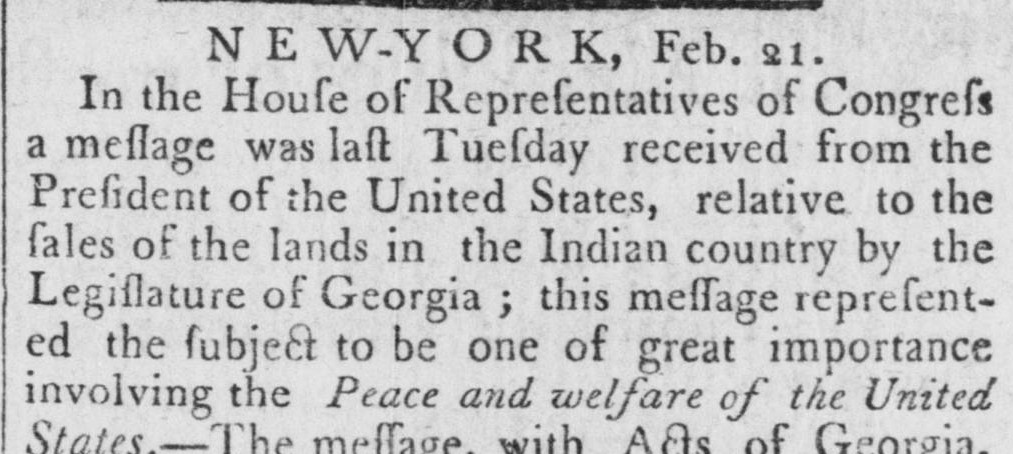 NEW-YORK, Feb. 21.
In the Houſe of Repreſentatives of Congreſs
a meſſage was laſt Tueſday received from the
Preſident of the United States, relative to the
ſales of the lands in the Indian country by the
Legiſlature of Georgia ; this meſſage repreſent-
ed the ſubject to be one of great importance
involving the Peace and welfare of the United
States.—The meſſage, with Acts of Georgia,